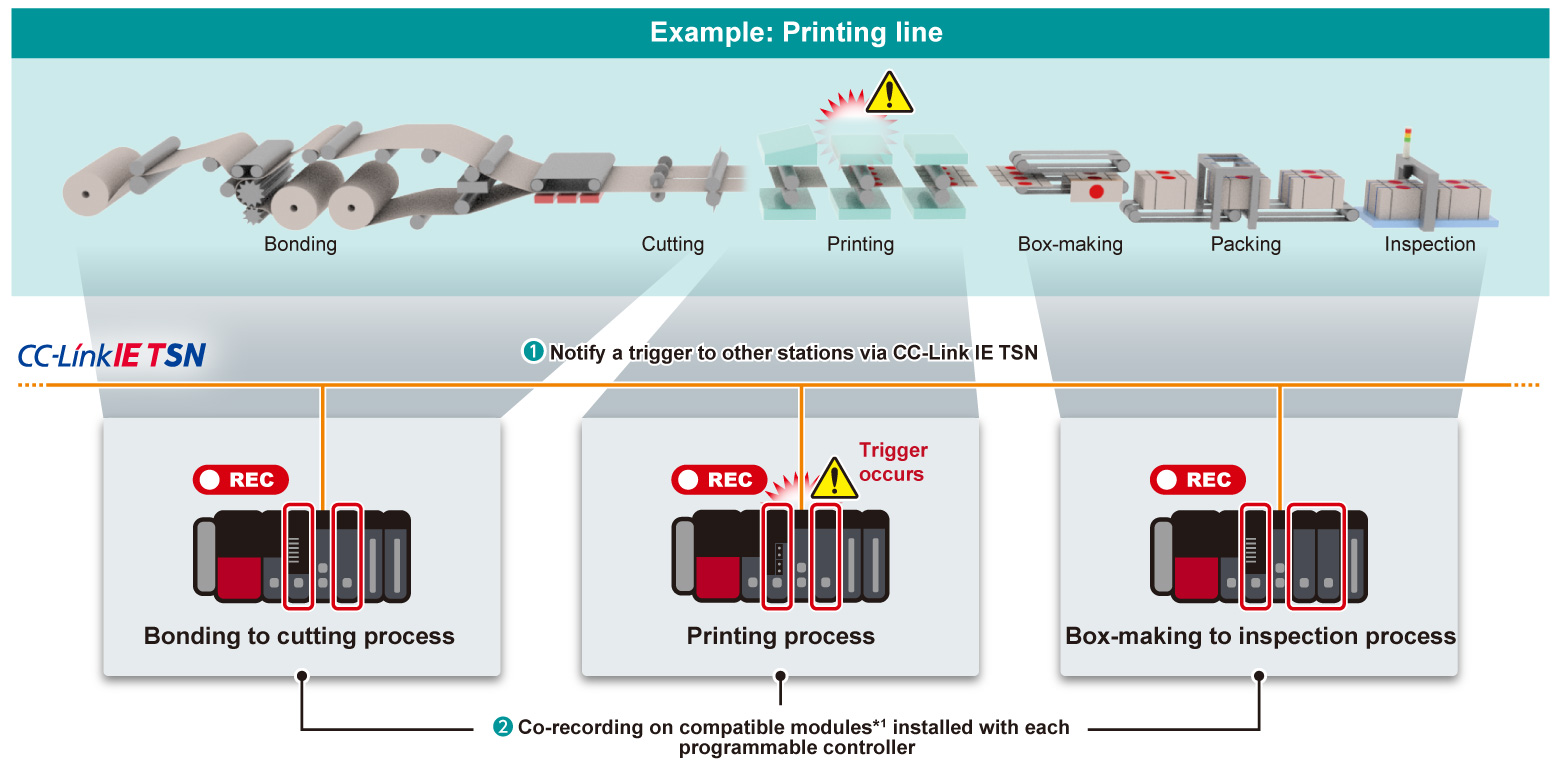 Example: Printing line
Bonding
Cutting
Printing
Box-making
Packing
Inspection
CC-Link IE TSN
1 Notify a trigger to other stations via CC-Link IE TSN
REC
REC
Trigger
occurs
REC
Bonding to cutting process
Printing process
Box-making to inspection process
2 Co-recording on compatible modules*1 installed with each
programmable controller